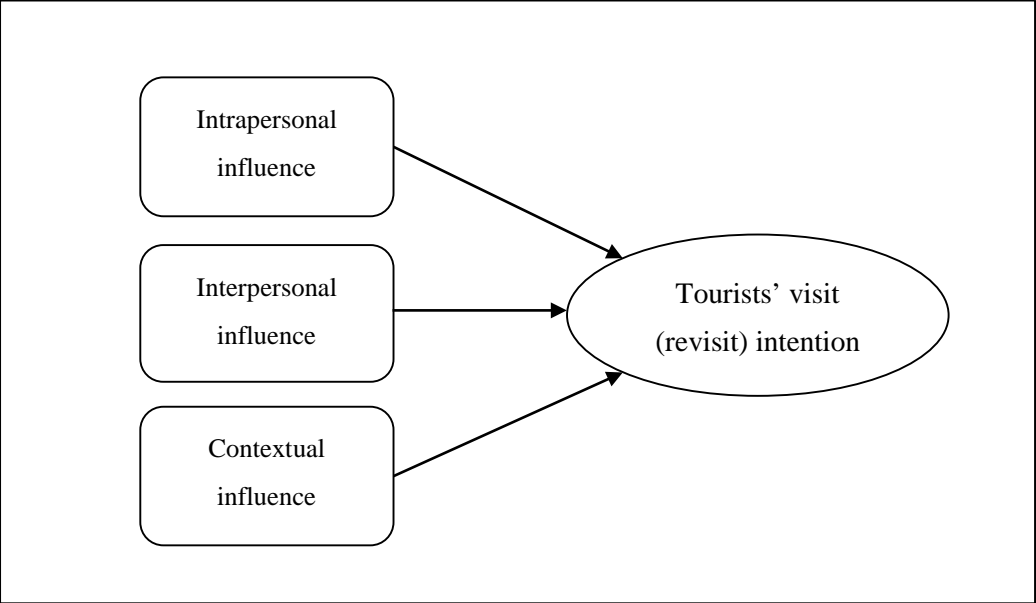 Intrapersonal
influence
Interpersonal
influence
Contextual
influence
Tourists’ visit
(revisit) intention